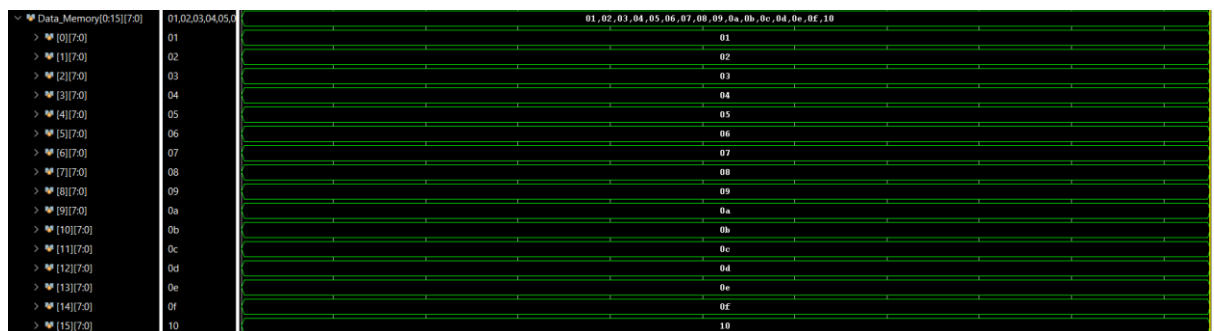 Data_Memory[0:15][7:0] 01,02,03,04,05,0 01,02,03,04,05,06,07,08,09,0a,0b,0c,0d,0e,0f,10
[0][7:0] 01 01
[1][7:0] 02 02
[2][7:0] 03 03
[3][7:0] 04 04
[4][7:0] 05 05
[5][7:0] 06 06
[6][7:0] 07 07
[7][7:0] 08 08
[8][7:0] 09 09
[9][7:0] 0a 0a
[10][7:0] 0b 0b
[11][7:0] 0c 0c
[12][7:0] 0d 0d
[13][7:0] 0e 0e
[14][7:0] 0f 0f
[15][7:0] 10 10